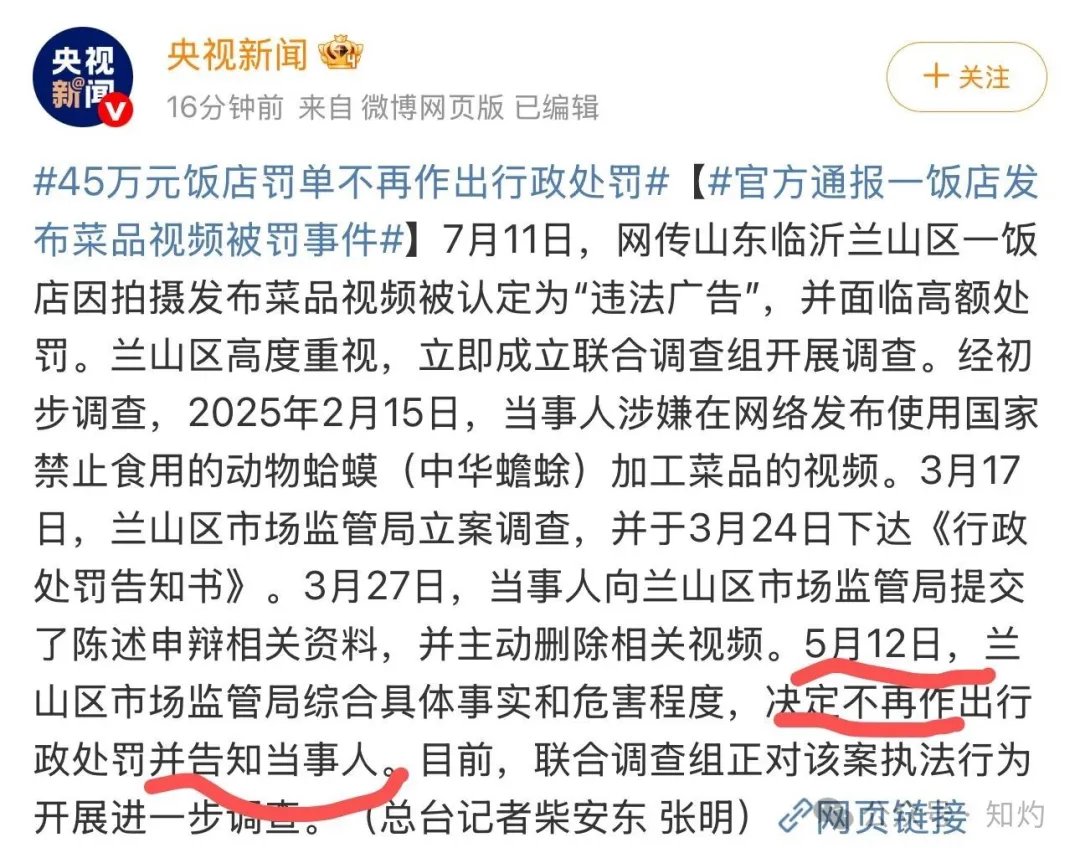 央视新闻
央视
新闻
@
V
16分钟前 来自 微博网页版 已编辑
+ 关注
#45万元饭店罚单不再作出行政处罚#【#官方通报一饭店发
布菜品视频被罚事件#】7月11日，网传山东临沂兰山区一饭
店因拍摄发布菜品视频被认定为“违法广告”，并面临高额处
罚。兰山区高度重视，立即成立联合调查组开展调查。经初
步调查，2025年2月15日，当事人涉嫌在网络发布使用国家
禁止食用的动物蛤蟆（中华蟾蜍）加工菜品的视频。3月17
日，兰山区市场监管局立案调查，并于3月24日下达《行政
处罚告知书》。3月27日，当事人向兰山区市场监管局提交
了陈述申辩相关资料，并主动删除相关视频。5月12日，兰
山区市场监管局综合具体事实和危害程度，决定不再作出行
政处罚并告知当事人。目前，联合调查组正对该案执法行为
开展进一步调查。（总台记者柴安东 张明）网页链接
知灼